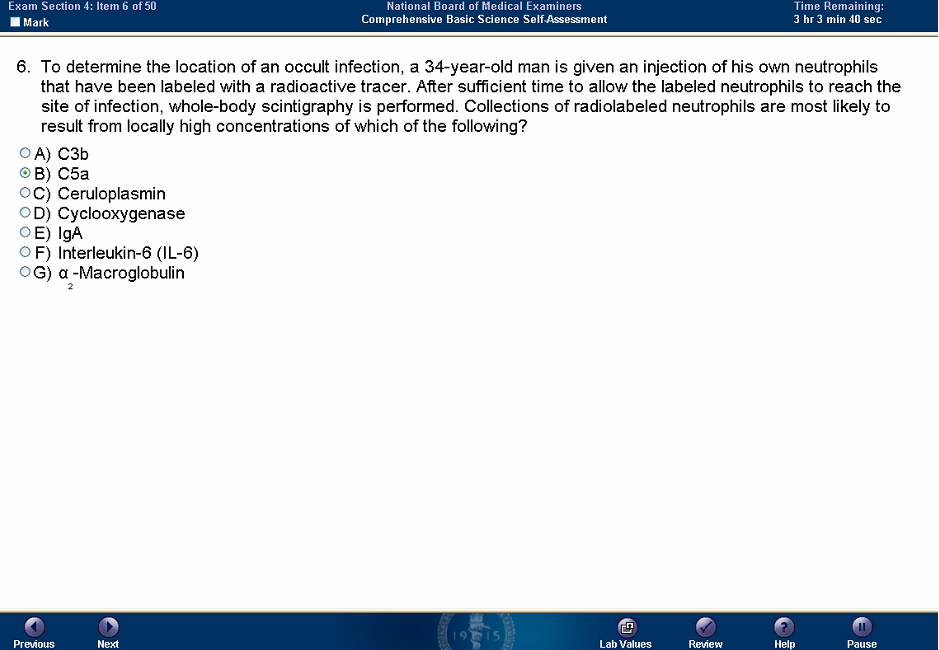 Exam Section 4: Item 6 of 50
National Board of Medical Examiners
Time Remaining:
Mark
Comprehensive Basic Science Self-Assessment
3 hr 3 min 40 sec
6. To determine the location of an occult infection, a 34-year-old man is given an injection of his own neutrophils
that have been labeled with a radioactive tracer. After sufficient time to allow the labeled neutrophils to reach the
site of infection, whole-body scintigraphy is performed. Collections of radiolabeled neutrophils are most likely to
result from locally high concentrations of which of the following?
A) C3b
B) C5a
C) Ceruloplasmin
D) Cyclooxygenase
E) IgA
F) Interleukin-6 (IL-6)
G) α₂-Macroglobulin
1915
Previous Next Lab Values Review Help Pause